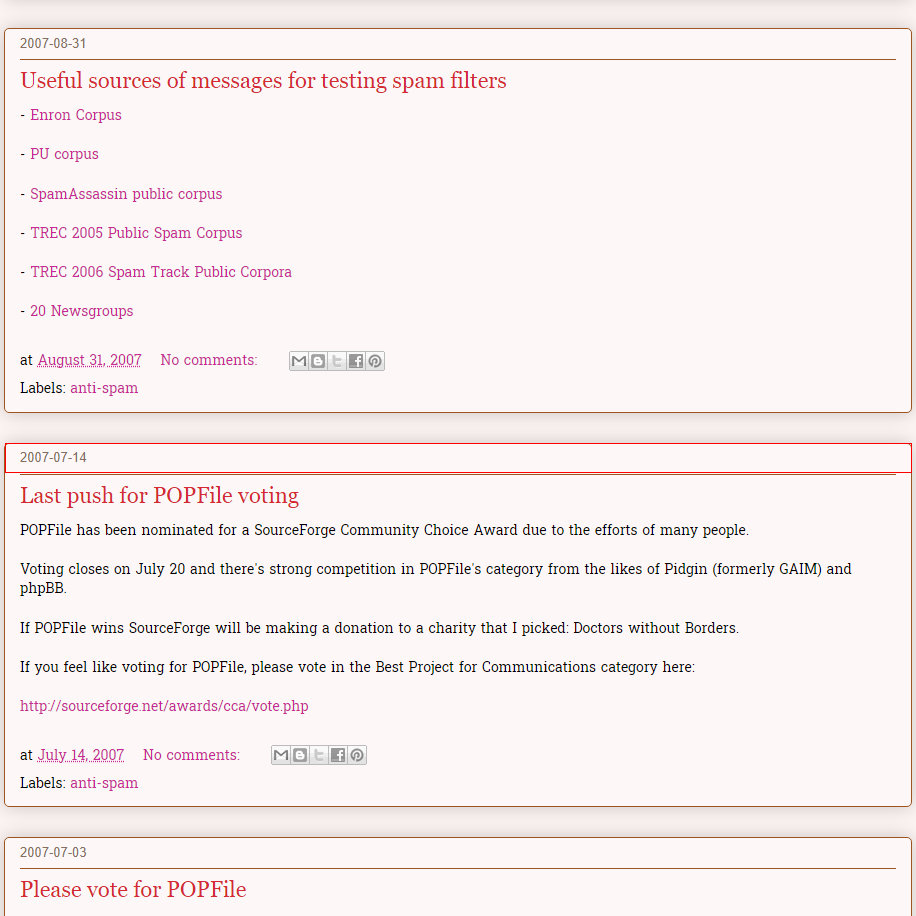 2007-08-31
Useful sources of messages for testing spam filters
- Enron Corpus
- PU corpus
- SpamAssassin public corpus
- TREC 2005 Public Spam Corpus
- TREC 2006 Spam Track Public Corpora
- 20 Newsgroups
at August 31, 2007 No comments:
Labels: anti-spam
2007-07-14
Last push for POPFile voting
POPFile has been nominated for a SourceForge Community Choice Award due to the efforts of many people.
Voting closes on July 20 and there's strong competition in POPFile's category from the likes of Pidgin (formerly GAIM) and
phpBB.
If POPFile wins SourceForge will be making a donation to a charity that I picked: Doctors without Borders.
If you feel like voting for POPFile, please vote in the Best Project for Communications category here:
http://sourceforge.net/awards/cca/vote.php
at July 14, 2007 No comments:
Labels: anti-spam
2007-07-03
Please vote for POPFile